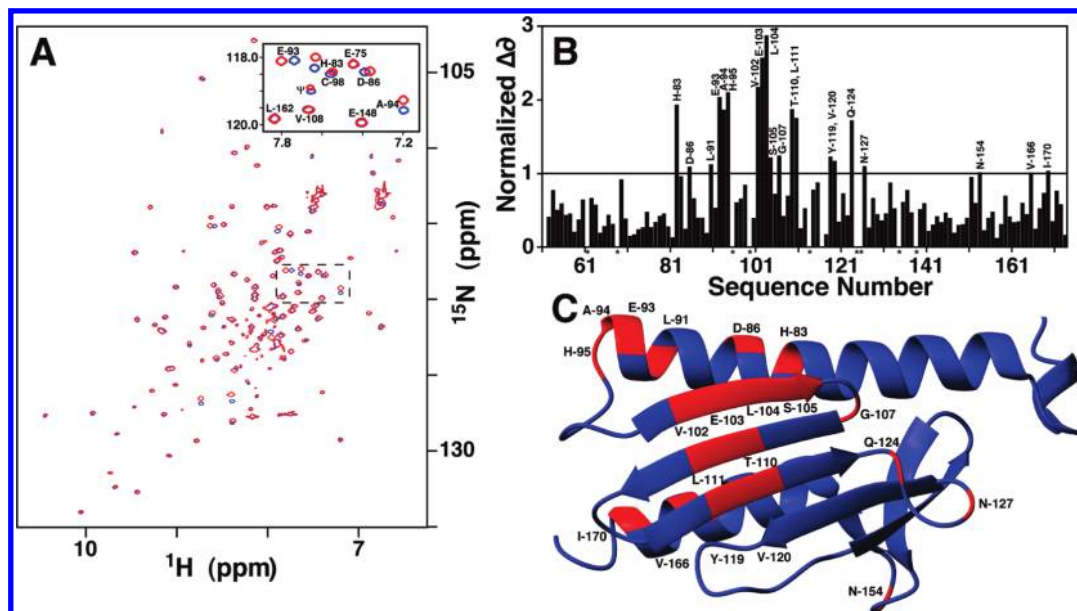 A
E-93
E-75
118.0
H-83
C-98
D-86
Ψ
A-94
L-162
V-108
E-148
120.0
7.8
7.2
105
130
15N (ppm)
10
7
1H (ppm)
B
3
2
1
0
Normalized Δ∂
H-83
D-86
L-91
E-93
A-94
H-95
V-102
E-103
L-104
S-105
G-107
T-110, L-111
Y-119, V-120
Q-124
N-127
N-154
V-166
I-170
* * * * * ** * *
61
81
101
121
141
161
Sequence Number
C
A-94
E-93
L-91
D-86
H-83
H-95
V-102
E-103
L-104
S-105
G-107
T-110
L-111
Q-124
N-127
I-170
V-166
Y-119
V-120
N-154